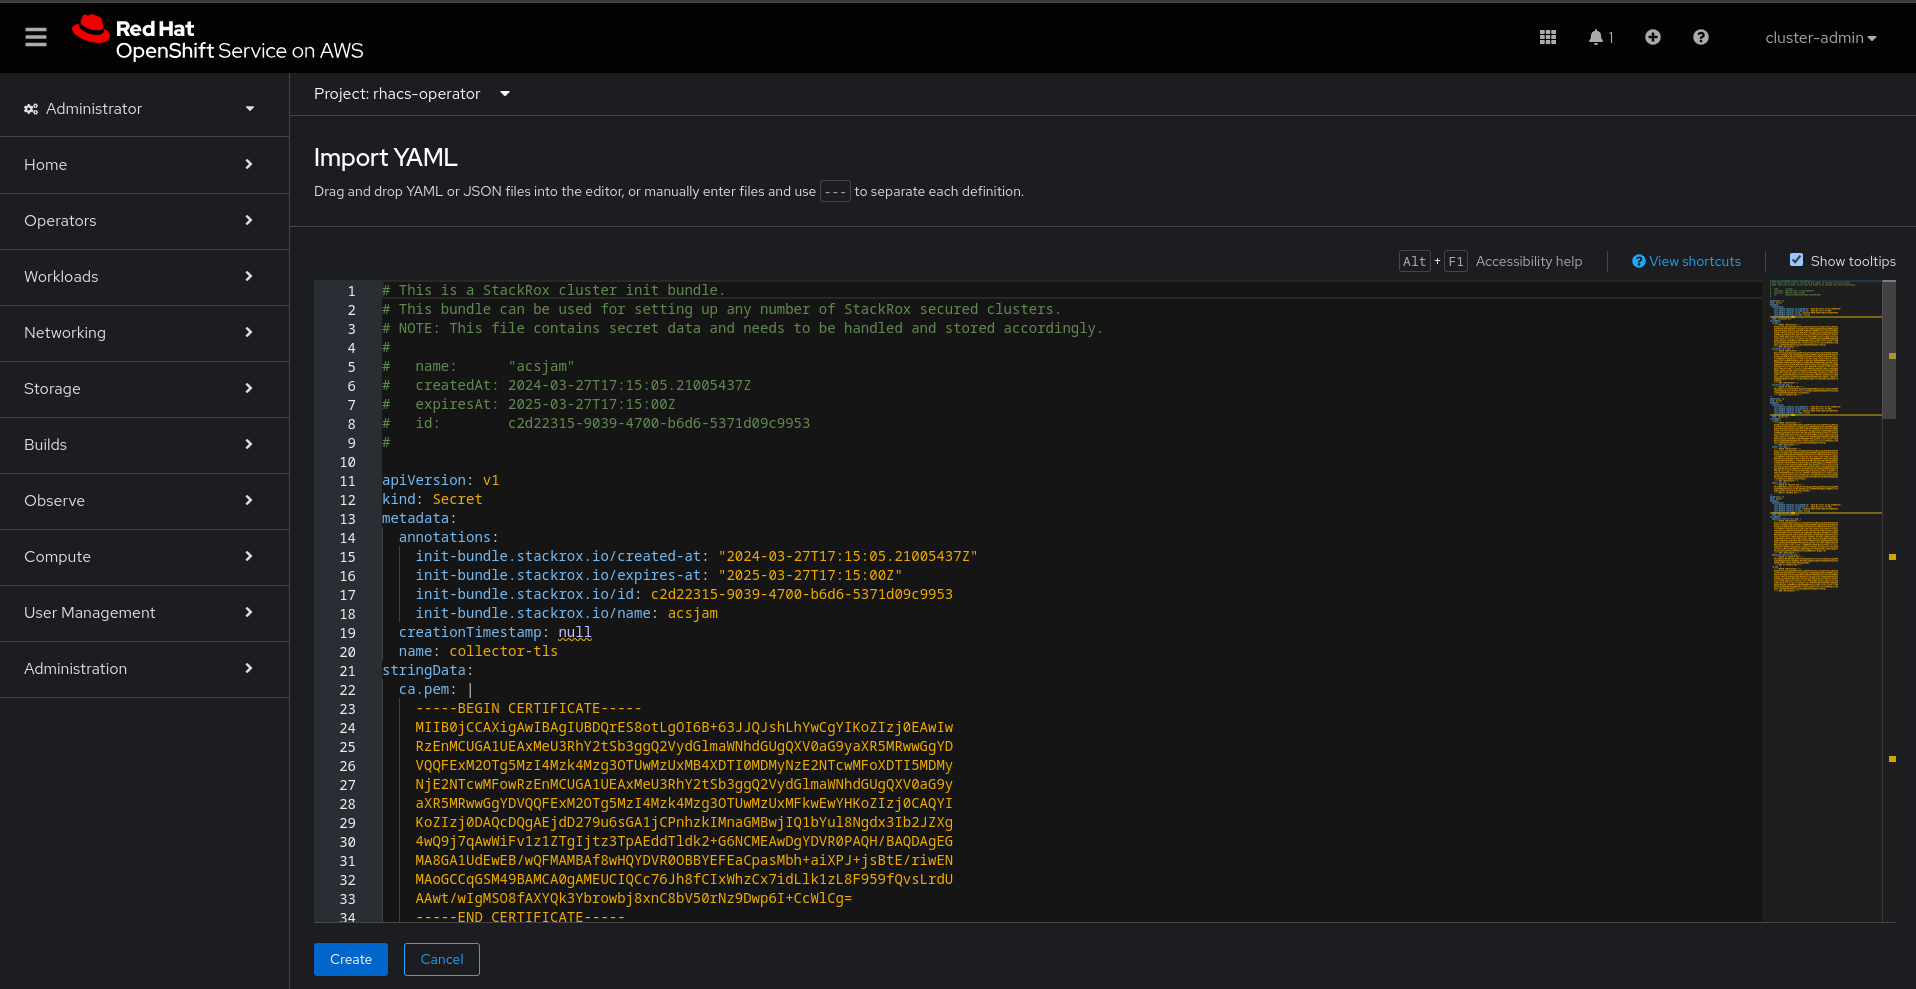 Red Hat
OpenShift Service on AWS
1
cluster-admin
Administrator
Home
Operators
Workloads
Networking
Storage
Builds
Observe
Compute
User Management
Administration
Project: rhacs-operator
Import YAML
Drag and drop YAML or JSON files into the editor, or manually enter files and use --- to separate each definition.
Alt + F1 Accessibility help
View shortcuts
Show tooltips
1 # This is a StackRox cluster init bundle.
2 # This bundle can be used for setting up any number of StackRox secured clusters.
3 # NOTE: This file contains secret data and needs to be handled and stored accordingly.
4 #
5 #   name:      "acsjam"
6 #   createdAt: 2024-03-27T17:15:05.21005437Z
7 #   expiresAt: 2025-03-27T17:15:00Z
8 #   id:        c2d22315-9039-4700-b6d6-5371d09c9953
9 #
10
11 apiVersion: v1
12 kind: Secret
13 metadata:
14   annotations:
15     init-bundle.stackrox.io/created-at: "2024-03-27T17:15:05.21005437Z"
16     init-bundle.stackrox.io/expires-at: "2025-03-27T17:15:00Z"
17     init-bundle.stackrox.io/id: c2d22315-9039-4700-b6d6-5371d09c9953
18     init-bundle.stackrox.io/name: acsjam
19   creationTimestamp: null
20   name: collector-tls
21 stringData:
22   ca.pem: |
23     -----BEGIN CERTIFICATE-----
24     MIIB0jCCAXigAwIBAgIUBDQrES8otLgOI6B+63JJQJshLhYwCgYIKoZIzj0EAwIw
25     RzEnMCUGA1UEAxMeU3RhY2tSb3ggQ2VydGlmaWNhdGUgQXV0aG9yaXR5MRwwGgYD
26     VQQFExM2OTg5MzI4Mzk4Mzg3OTUwMzUxMB4XDTI0MDMyNzE2NTcwMFoXDTI5MDMy
27     NjE2NTcwMFowRzEnMCUGA1UEAxMeU3RhY2tSb3ggQ2VydGlmaWNhdGUgQXV0aG9y
28     aXR5MRwwGgYDVQQFExM2OTg5MzI4Mzk4Mzg3OTUwMzUxMFkwEwYHKoZIzj0CAQYI
29     KoZIzj0DAQcDQgAEjdD279u6sGA1jCPnhzkIMnaGMBwjIQ1bYul8Ngdx3Ib2JZXg
30     4wQ9j7qAwWiFv1z1ZTgIjtz3TpAEddTldk2+G6NCMEAwDgYDVR0PAQH/BAQDAgEG
31     MA8GA1UdEwEB/wQFMAMBAf8wHQYDVR0OBBYEFEaCpasMbh+aiXPJ+jsBtE/riwEN
32     MAoGCCqGSM49BAMCA0gAMEUCIQCc76Jh8fCIxWhzCx7idLlk1zL8F959fQvsLrdU
33     AAwt/wIgMSO8fAXYQk3Ybrowbj8xnC8bV50rNz9Dwp6I+CcWlCg=
34     -----END CERTIFICATE-----
Create
Cancel